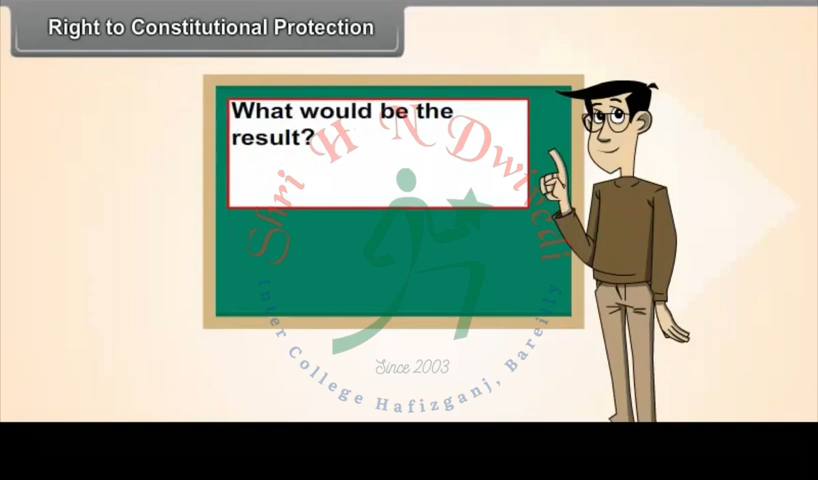 Right to Constitutional Protection
What would be the
result?
Shri H N Dwivedi
Inter College Hafizganj, Bareilly
Since 2003